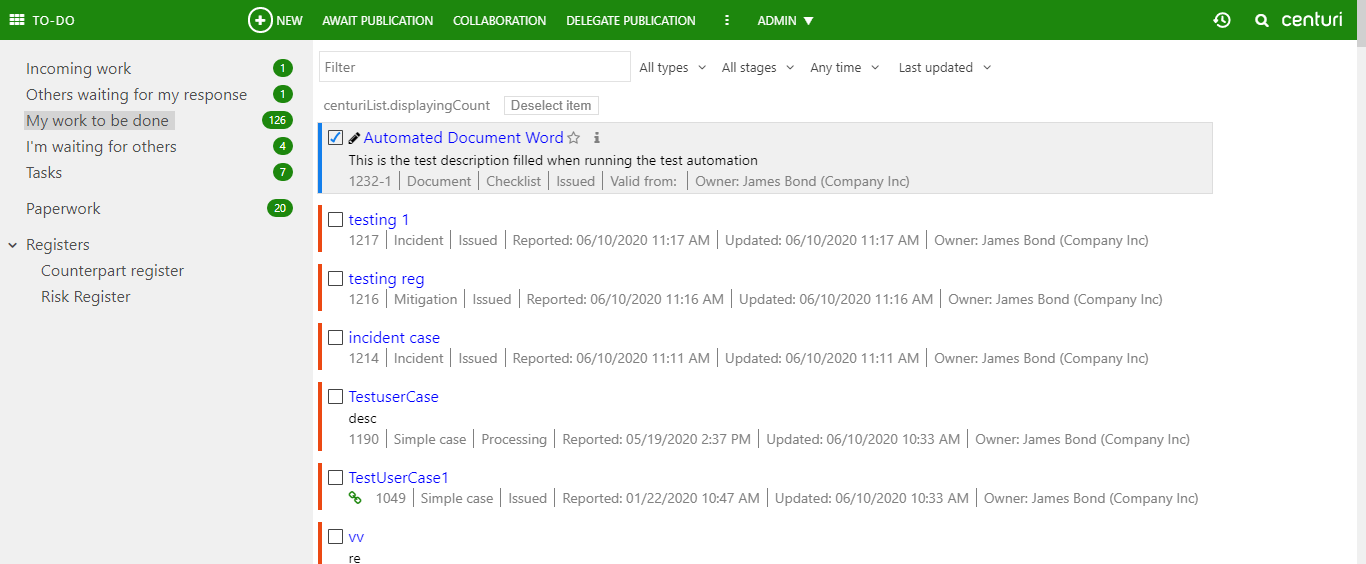 TO-DO NEW AWAIT PUBLICATION COLLABORATION DELEGATE PUBLICATION ADMIN centuri
Incoming work 1
Others waiting for my response 1
My work to be done 126
I'm waiting for others 4
Tasks 7
Paperwork 20
Registers
Counterpart register
Risk Register
Filter All types All stages Any time Last updated
centuriList.displayingCount Deselect item
Automated Document Word
This is the test description filled when running the test automation
1232-1 Document Checklist Issued Valid from: Owner: James Bond (Company Inc)
testing 1
1217 Incident Issued Reported: 06/10/2020 11:17 AM Updated: 06/10/2020 11:17 AM Owner: James Bond (Company Inc)
testing reg
1216 Mitigation Issued Reported: 06/10/2020 11:16 AM Updated: 06/10/2020 11:16 AM Owner: James Bond (Company Inc)
incident case
1214 Incident Issued Reported: 06/10/2020 11:11 AM Updated: 06/10/2020 11:11 AM Owner: James Bond (Company Inc)
TestuserCase
desc
1190 Simple case Processing Reported: 05/19/2020 2:37 PM Updated: 06/10/2020 10:33 AM Owner: James Bond (Company Inc)
TestUserCase1
1049 Simple case Issued Reported: 01/22/2020 10:47 AM Updated: 06/10/2020 10:33 AM Owner: James Bond (Company Inc)
vv
re